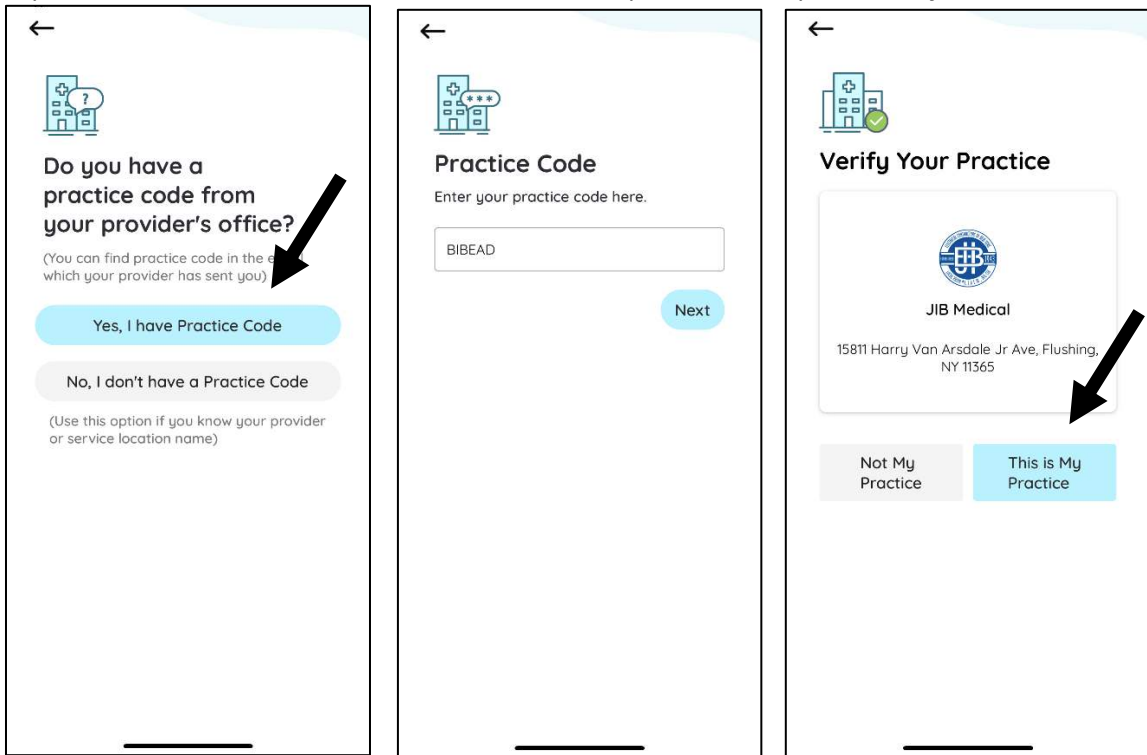 Do you have a
practice code from
your provider's office?
(You can find practice code in the
which your provider has sent you)
Yes, I have Practice Code
No, I don't have a Practice Code
(Use this option if you know your provider
or service location name)
Practice Code
Enter your practice code here.
BIBEAD
Next
Verify Your Practice
JIB
JIB Medical
15811 Harry Van Arsdale Jr Ave, Flushing,
NY 11365
Not My
Practice
This is My
Practice